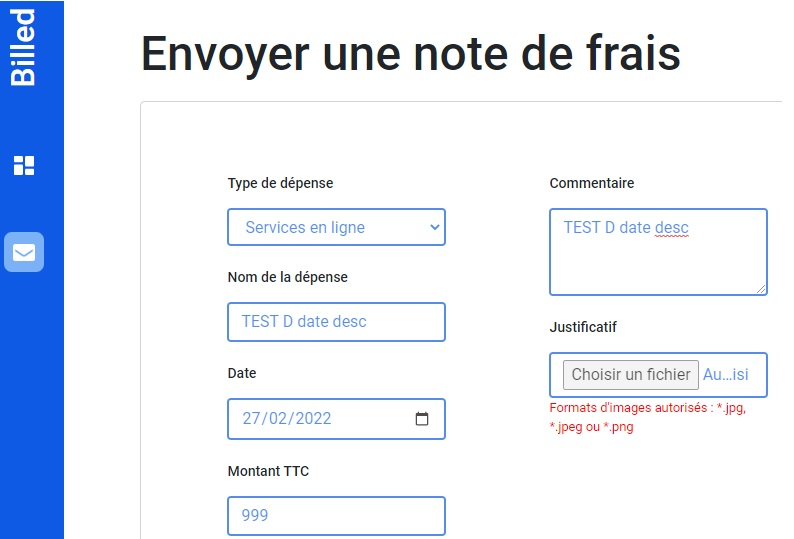 Billed
Envoyer une note de frais
Type de dépense
Services en ligne
Nom de la dépense
TEST D date desc
Date
27/02/2022
Montant TTC
999
Commentaire
TEST D date desc
Justificatif
Choisir un fichier Au...isi
Formats d'images autorisés : *.jpg,
*.jpeg ou *.png